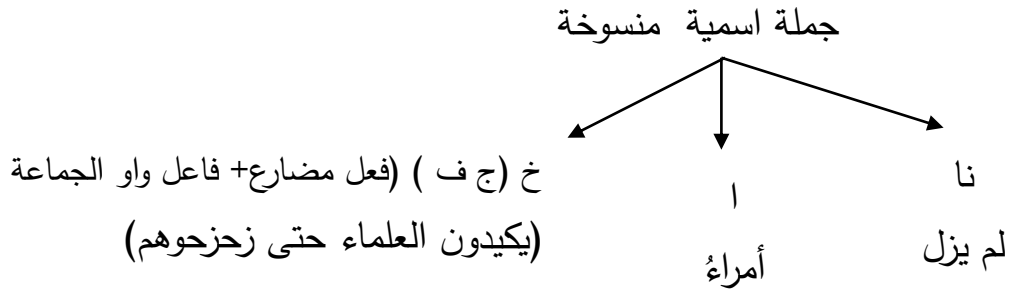 جملة اسمية منسوخة
نا
لم يزل
ا
أمراءُ
خ (ج ف ) (فعل مضارع+ فاعل واو الجماعة
(يكيدون العلماء حتى زحزحوهم)